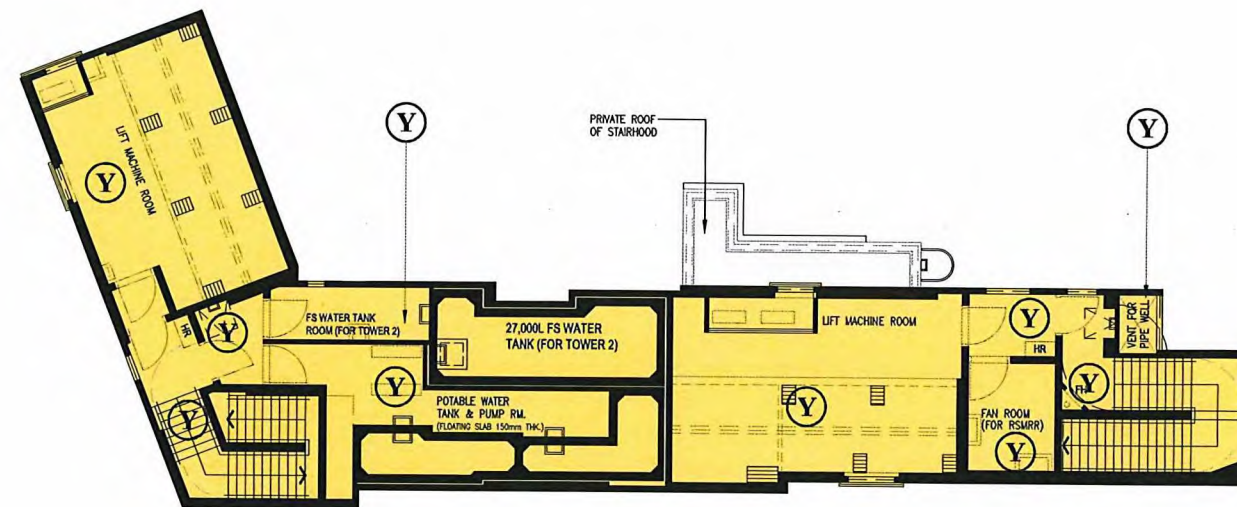 Y
Y
PRIVATE ROOF
OF STAIRHOOD
LIFT MACHINE ROOM
Y
HR
Y
FS WATER TANK
ROOM (FOR TOWER 2)
27,000L FS WATER
TANK (FOR TOWER 2)
LIFT MACHINE ROOM
Y
HR
VENT FOR
PIPE WELL
Y
POTABLE WATER
TANK & PUMP RM.
(FLOATING SLAB 150mm THK.)
Y
Y
Y
FAN ROOM
(FOR RSMRR)
Y